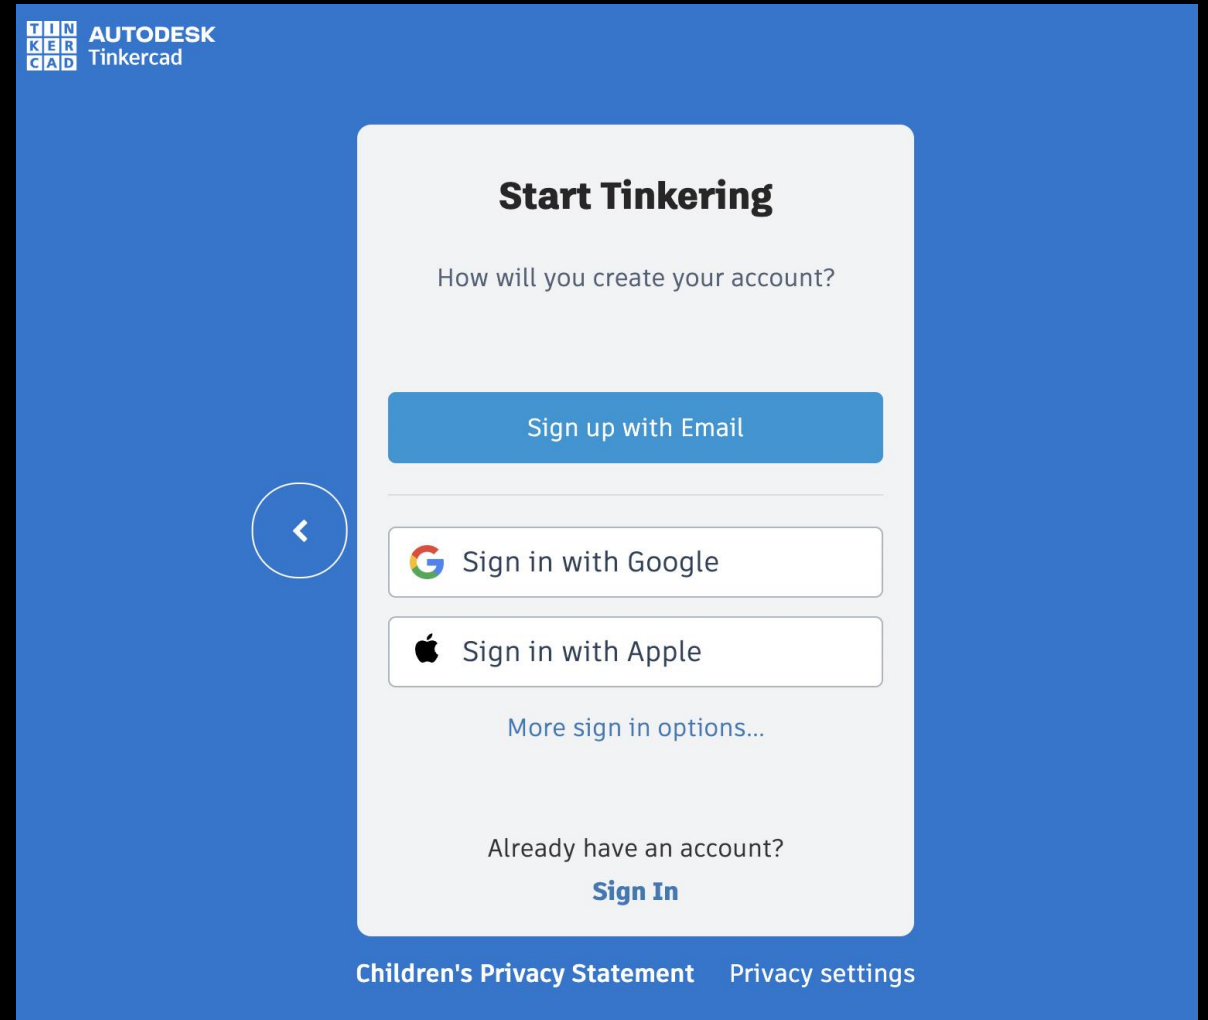 TIN
KER
CAD
AUTODESK
Tinkercad
Start Tinkering
How will you create your account?
Sign up with Email
Sign in with Google
Sign in with Apple
More sign in options...
Already have an account?
Sign In
Children's Privacy Statement
Privacy settings